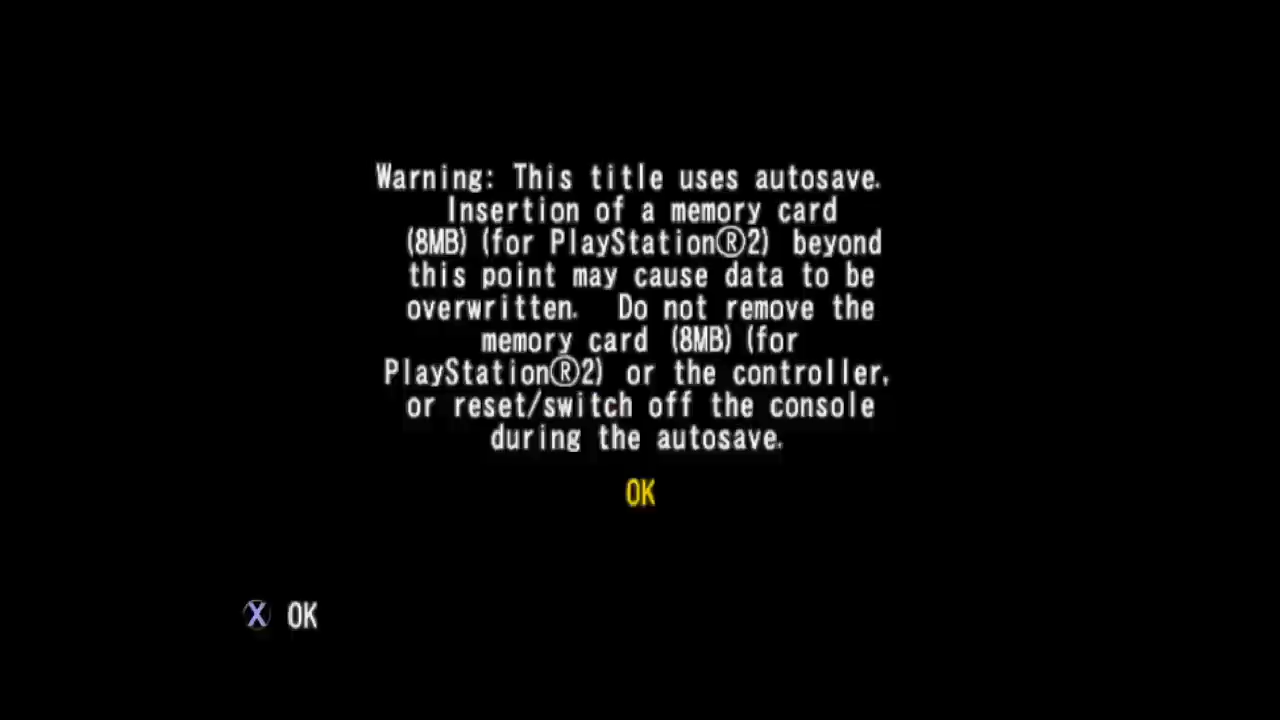 Warning: This title uses autosave.
Insertion of a memory card
(8MB) (for PlayStation®2) beyond
this point may cause data to be
overwritten. Do not remove the
memory card (8MB) (for
PlayStation®2) or the controller,
or reset/switch off the console
during the autosave.
OK
X OK